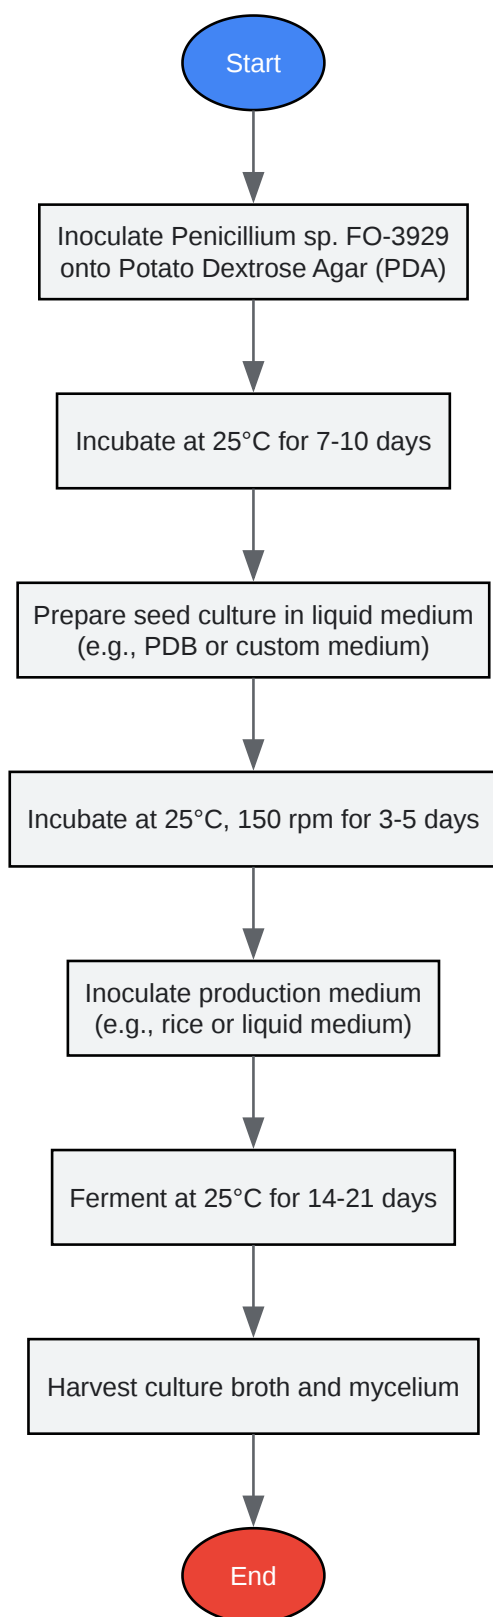 Start
Inoculate Penicillium sp. FO-3929
onto Potato Dextrose Agar (PDA)
Incubate at 25°C for 7-10 days
Prepare seed culture in liquid medium
(e.g., PDB or custom medium)
Incubate at 25°C, 150 rpm for 3-5 days
Inoculate production medium
(e.g., rice or liquid medium)
Ferment at 25°C for 14-21 days
Harvest culture broth and mycelium
End